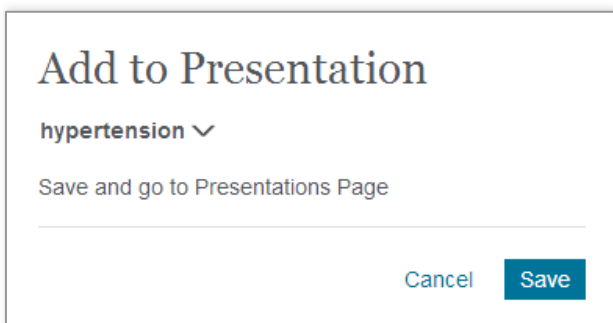 Add to Presentation
hypertension
Save and go to Presentations Page
Cancel Save